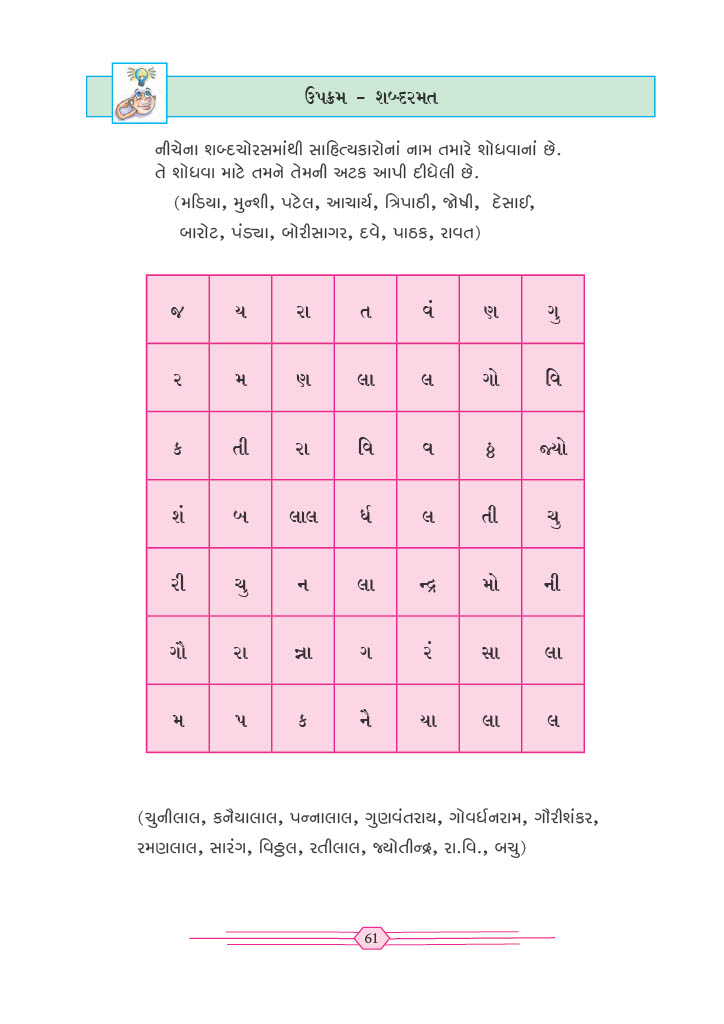 ઉપક્રમ - શબ્દરમત
નીચેના શબ્દચોરસમાંથી સાહિત્યકારોનાં નામ તમારે શોધવાનાં છે.
તે શોધવા માટે તમને તેમની અટક આપી દીધેલી છે.
(મડિયા, મુન્શી, પટેલ, આચાર્ય, ત્રિપાઠી, જોષી, દેસાઈ,
બારોટ, પંડ્યા, બોરીસાગર, દવે, પાઠક, રાવત)
જ ય રા ત વં ણ ગુ
ર મ ણ લા લ ગો વિ
ક તી રા વિ વ ઠ્ઠ જ્યો
શં બ લાલ ર્ધ લ તી ચુ
રી ચુ ન લા ન્દ્ર મો ની
ગૌ રા ન્ના ગ રં સા લા
મ પ ક નૈ યા લા લ
(ચુનીલાલ, કનૈયાલાલ, પન્નાલાલ, ગુણવંતરાય, ગોવર્ધનરામ, ગૌરીશંકર,
રમણલાલ, સારંગ, વિઠ્ઠલ, રતીલાલ, જ્યોતીન્દ્ર, રા.વિ., બચુ)
61